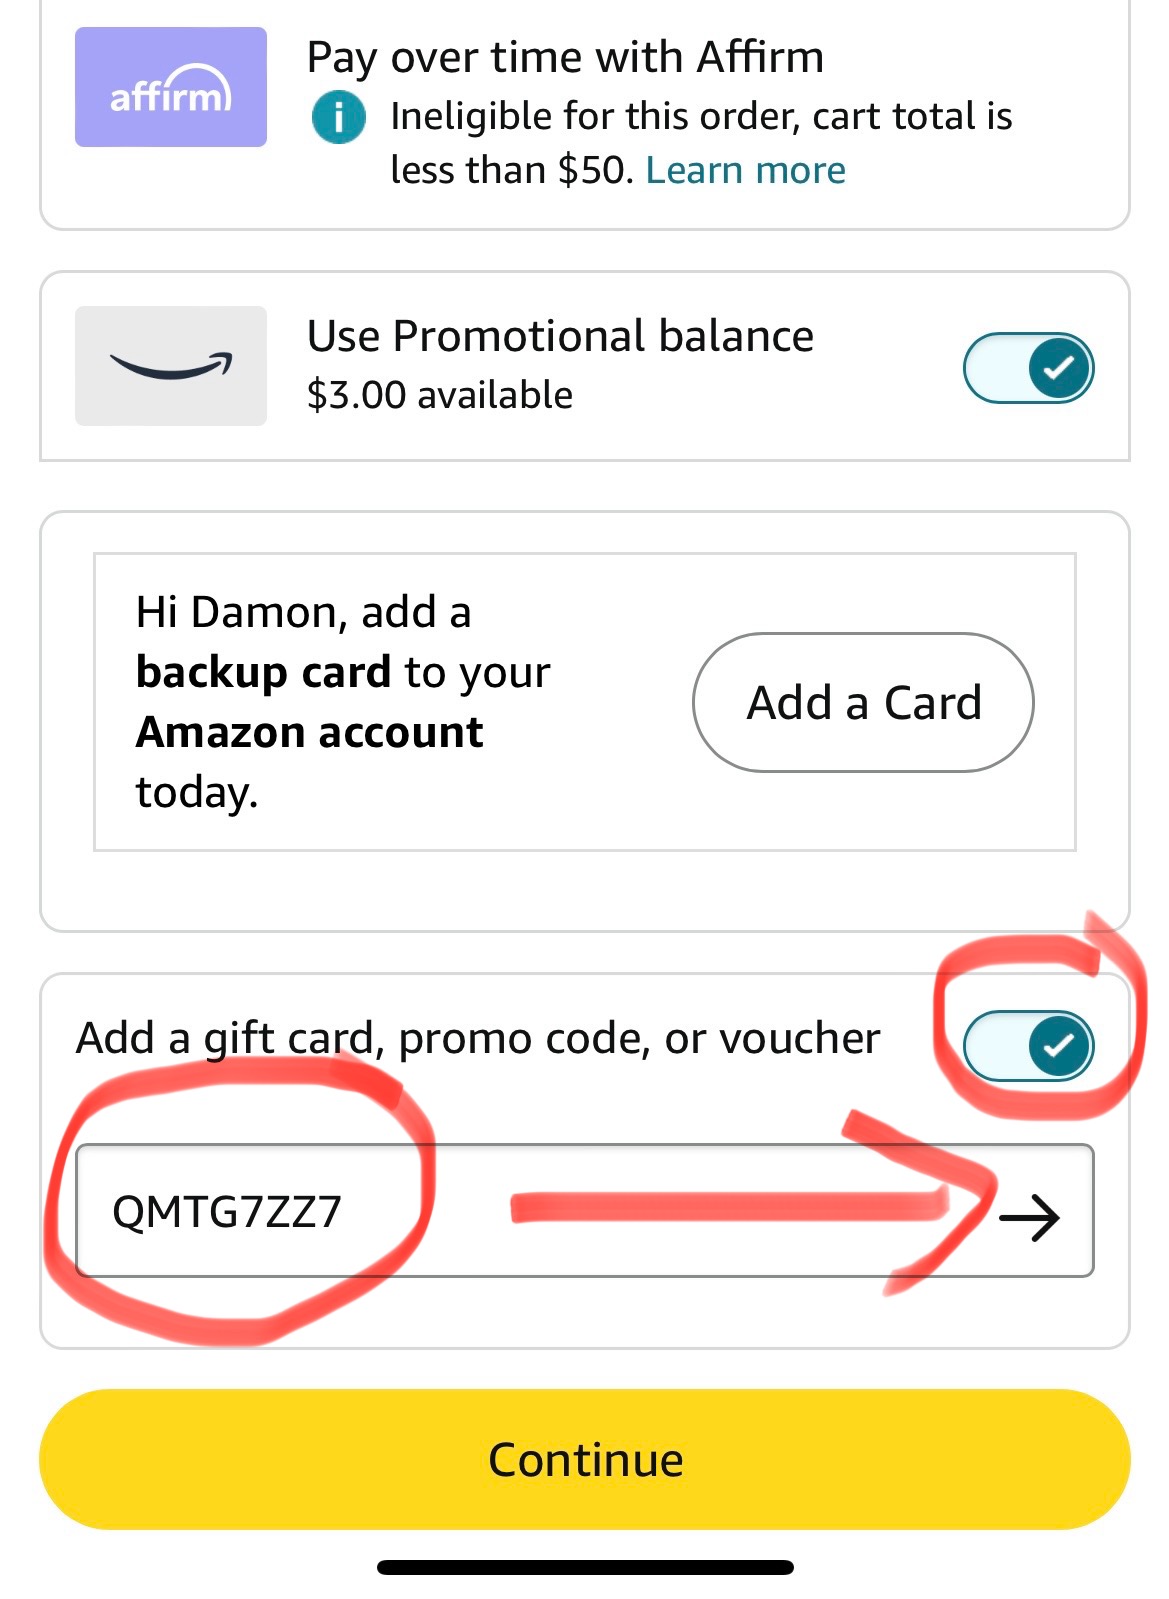 affirm
Pay over time with Affirm
i
Ineligible for this order, cart total is
less than $50. Learn more
Use Promotional balance
$3.00 available
Hi Damon, add a
backup card to your
Amazon account
today.
Add a Card
Add a gift card, promo code, or voucher
QMTG7ZZ7
Continue